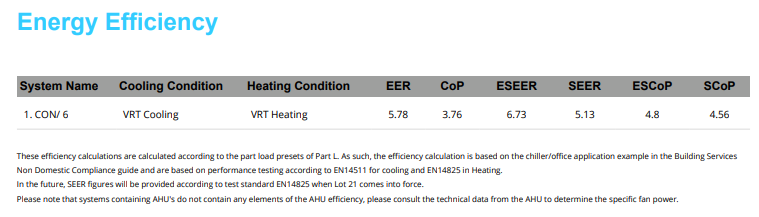 Energy Efficiency
System Name Cooling Condition Heating Condition EER CoP ESEER SEER ESCoP SCoP
1. CON/ 6 VRT Cooling VRT Heating 5.78 3.76 6.73 5.13 4.8 4.56
These efficiency calculations are calculated according to the part load presets of Part L. As such, the efficiency calculation is based on the chiller/office application example in the Building Services
Non Domestic Compliance guide and are based on performance testing according to EN14511 for cooling and EN14825 in Heating.
In the future, SEER figures will be provided according to test standard EN14825 when Lot 21 comes into force.
Please note that systems containing AHU's do not contain any elements of the AHU efficiency, please consult the technical data from the AHU to determine the specific fan power.